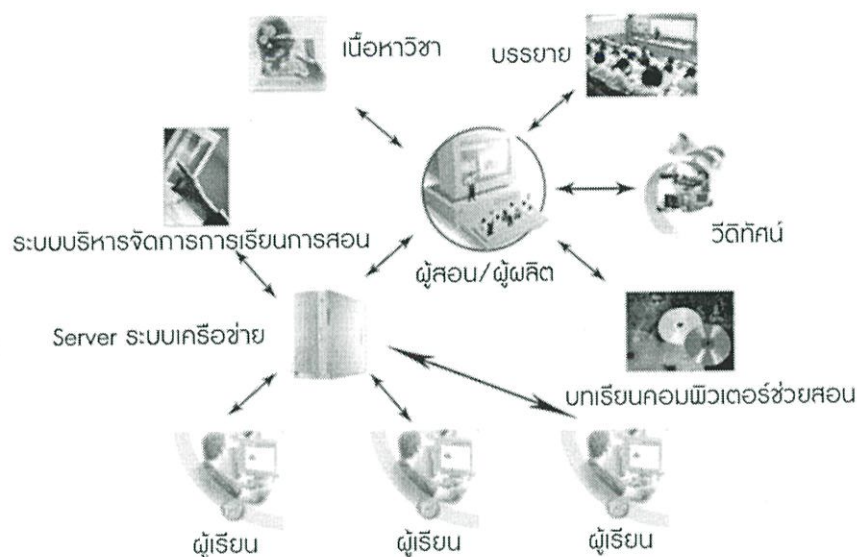 เนื้อหาวิชา
บรรยาย
ระบบบริหารจัดการการเรียนการสอน
วีดิทัศน์
ผู้สอน/ผู้ผลิต
Server ระบบเครือข่าย
บทเรียนคอมพิวเตอร์ช่วยสอน
ผู้เรียน
ผู้เรียน
ผู้เรียน